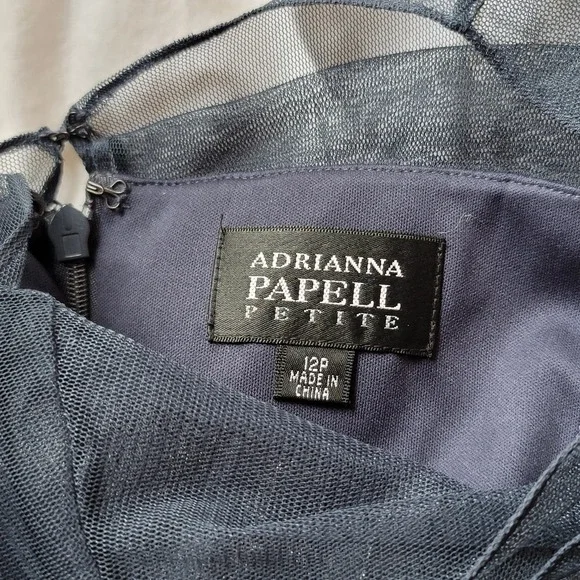 ADRIANNA
PAPELL
PETITE
12P
MADE IN
CHINA